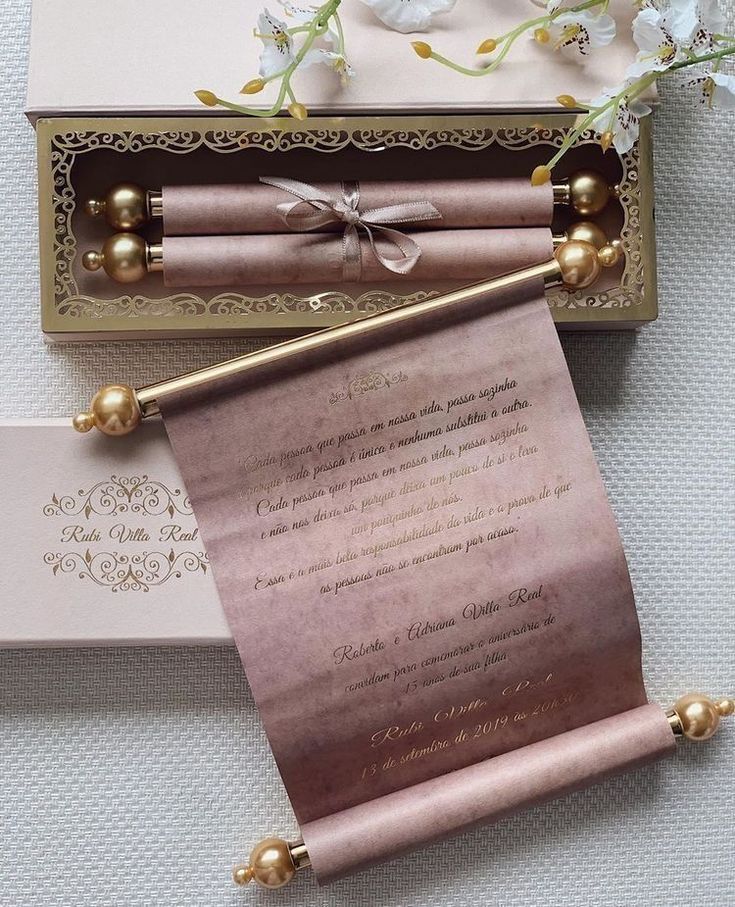 "Cada pessoa que passa em nossa vida, passa sozinha
é porque cada pessoa é única e nenhuma substitui a outra.
Cada pessoa que passa em nossa vida, passa sozinha
e não nos deixa só, porque deixa um pouco de si e leva
um pouquinho de nós.
Essa é a mais bela responsabilidade da vida e a prova de que
as pessoas não se encontram por acaso."
Roberto e Adriana Villa Real
convidam para comemorar o aniversário de
15 anos de sua filha
Rubi Villa Real
13 de setembro de 2019 às 20h30
Rubi Villa Real